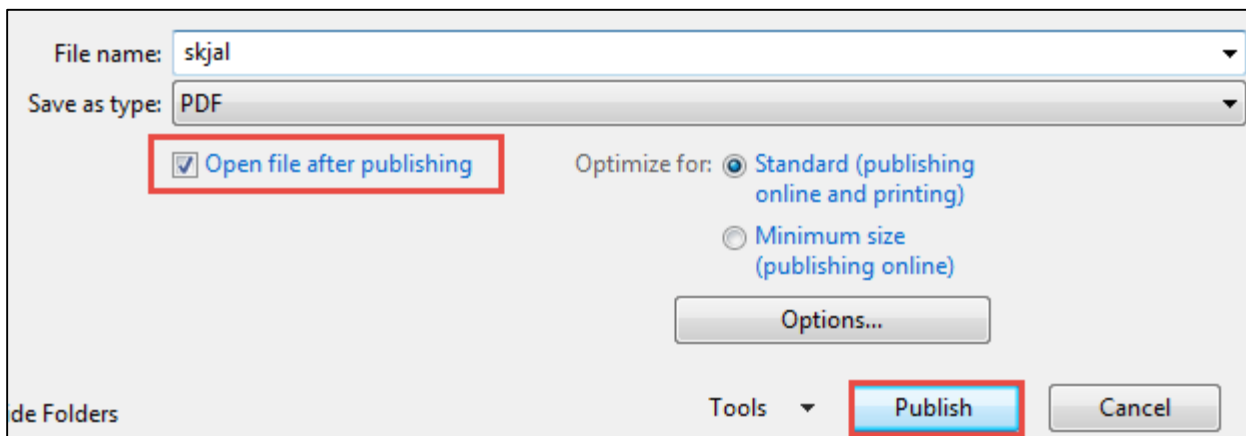 File name: skjal
Save as type: PDF
Open file after publishing
Optimize for: Standard (publishing
online and printing)
Minimum size
(publishing online)
Options...
ide Folders
Tools
Publish
Cancel